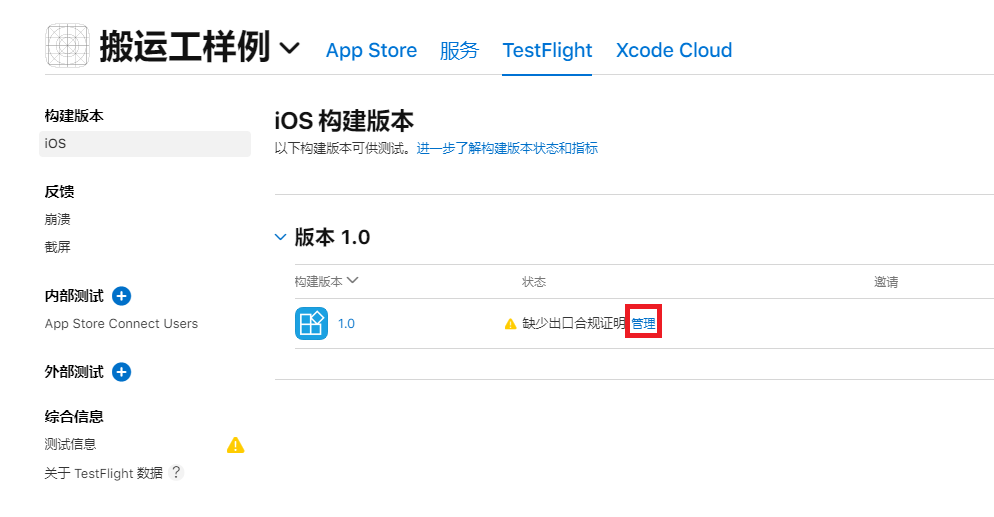 搬运工样例 App Store 服务 TestFlight Xcode Cloud
构建版本
iOS
反馈
崩溃
截屏
内部测试
App Store Connect Users
外部测试
综合信息
测试信息
关于 TestFlight 数据 ?
iOS 构建版本
以下构建版本可供测试。进一步了解构建版本状态和指标
版本 1.0
构建版本 状态 邀请
1.0 缺少出口合规证明 管理